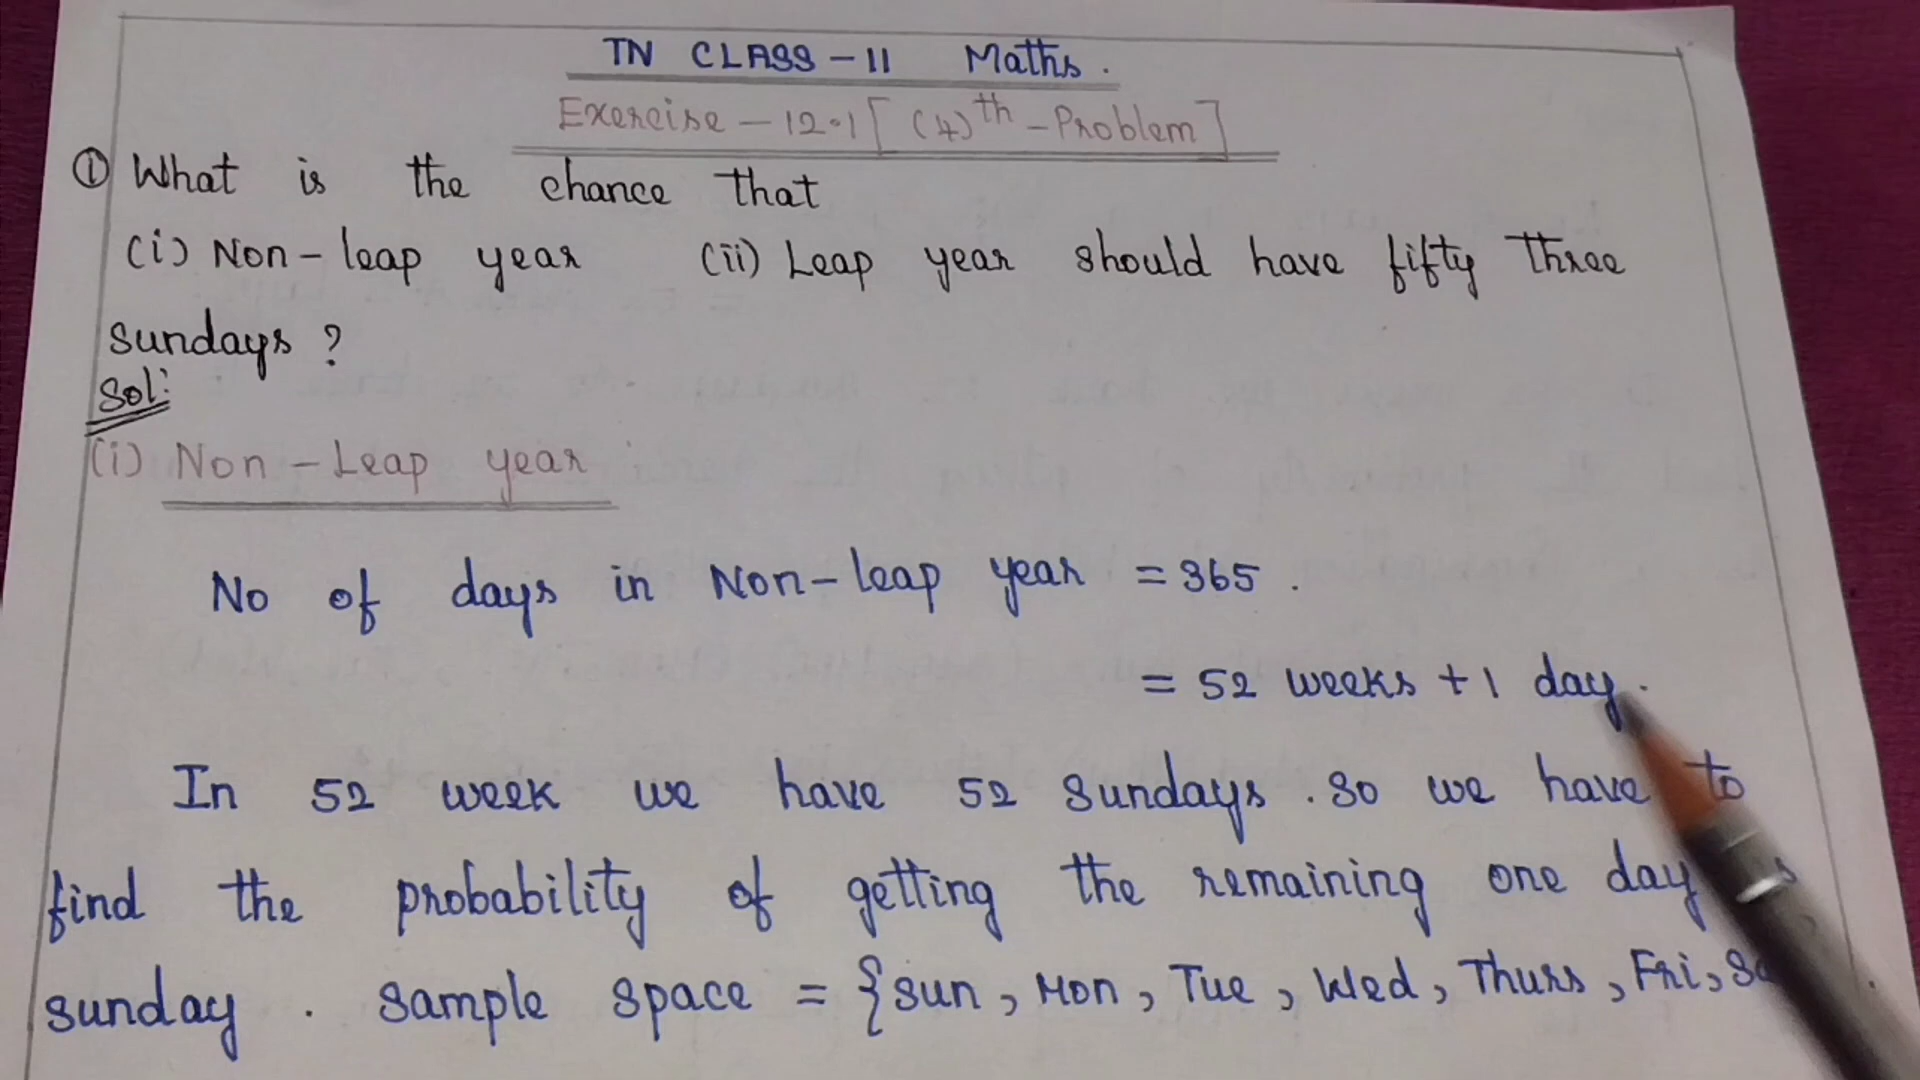 TN CLASS - 11 Maths.
Exercise - 12.1 [ (4)th - Problem ]
① What is the chance that
(i) Non-leap year (ii) Leap year should have fifty three
sundays ?
Sol:
(i) Non-Leap year
No of days in Non-leap year = 365.
= 52 weeks + 1 day.
In 52 week we have 52 sundays. so we have to
find the probability of getting the remaining one day
sunday. sample space = {sun, Mon, Tue, Wed, Thurs, Fri,